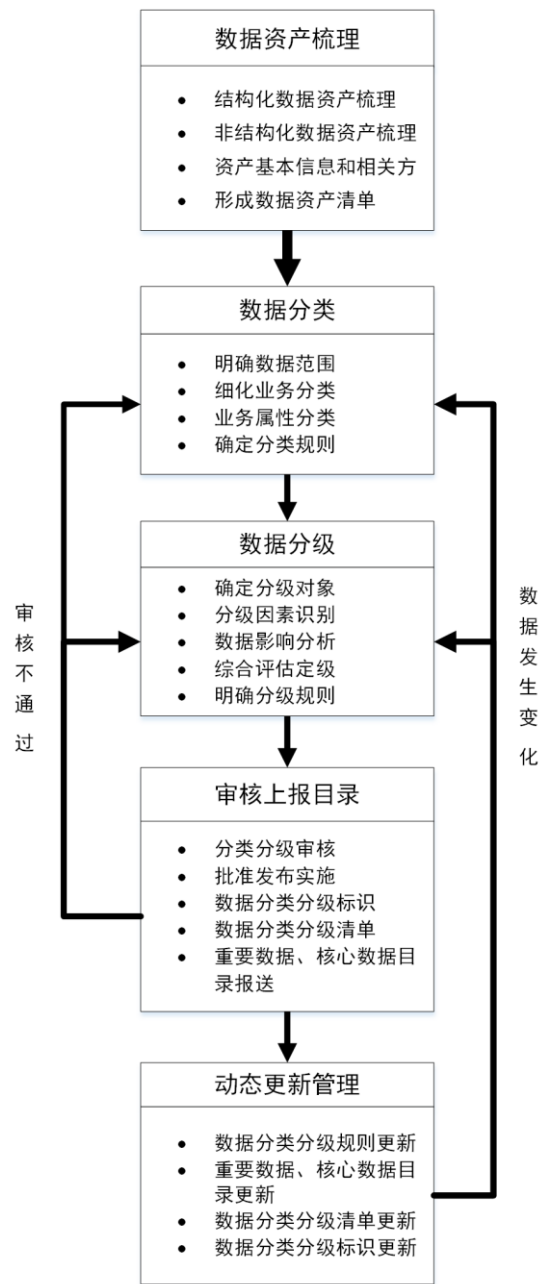 数据资产梳理
● 结构化数据资产梳理
● 非结构化数据资产梳理
● 资产基本信息和相关方
● 形成数据资产清单
数据分类
● 明确数据范围
● 细化业务分类
● 业务属性分类
● 确定分类规则
数据分级
● 确定分级对象
● 分级因素识别
● 数据影响分析
● 综合评估定级
● 明确分级规则
审核不通过
数据发生变化
审核上报目录
● 分类分级审核
● 批准发布实施
● 数据分类分级标识
● 数据分类分级清单
● 重要数据、核心数据目
录报送
动态更新管理
● 数据分类分级规则更新
● 重要数据、核心数据目
录更新
● 数据分类分级清单更新
● 数据分类分级标识更新